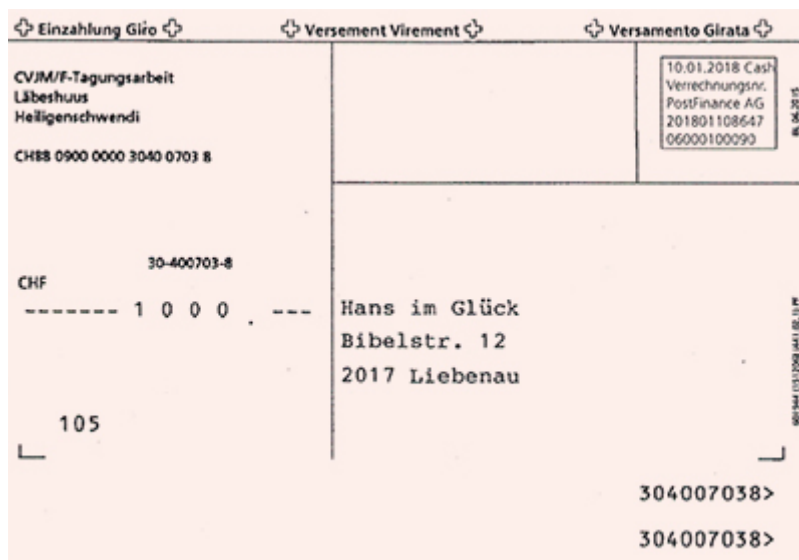 Einzahlung Giro
Versement Virement
Versamento Girata
CVJM/F-Tagungsarbeit
Läbeshuus
Heiligenschwendi
CH88 0900 0000 3040 0703 8
10.01.2018 Cash
Verrechnungsnr.
PostFinance AG
201801108647
06000100090
30-400703-8
CHF
------- 1 0 0 0 . ---
Hans im Glück
Bibelstr. 12
2017 Liebenau
105
304007038>
304007038>